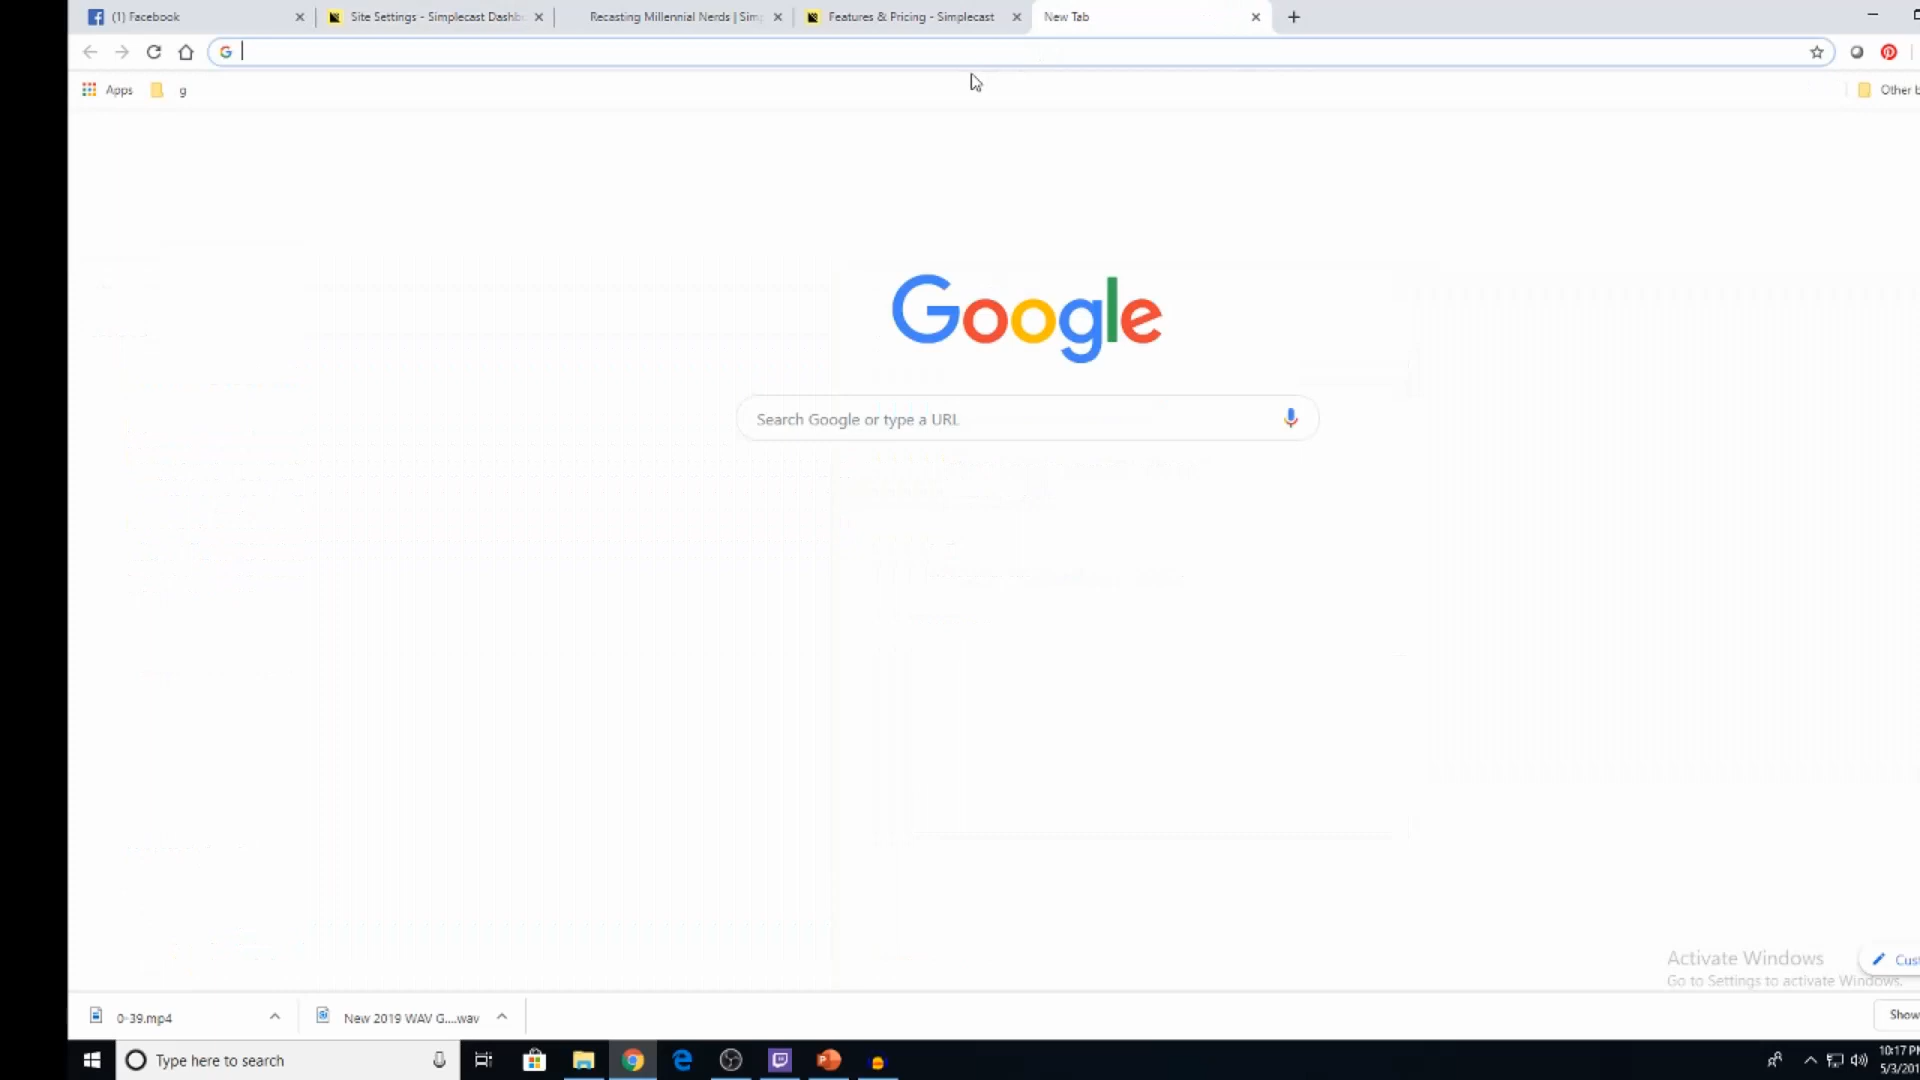 (1) Facebook
Site Settings - Simplecast Dashb
Recasting Millennial Nerds | Sim
Features & Pricing - Simplecast
New Tab
Apps
g
Other b
Google
Search Google or type a URL
Activate Windows
Go to Settings to activate Windows.
Cus
0-39.mp4
New 2019 WAV G....wav
Show
Type here to search
10:17 PM
5/3/201